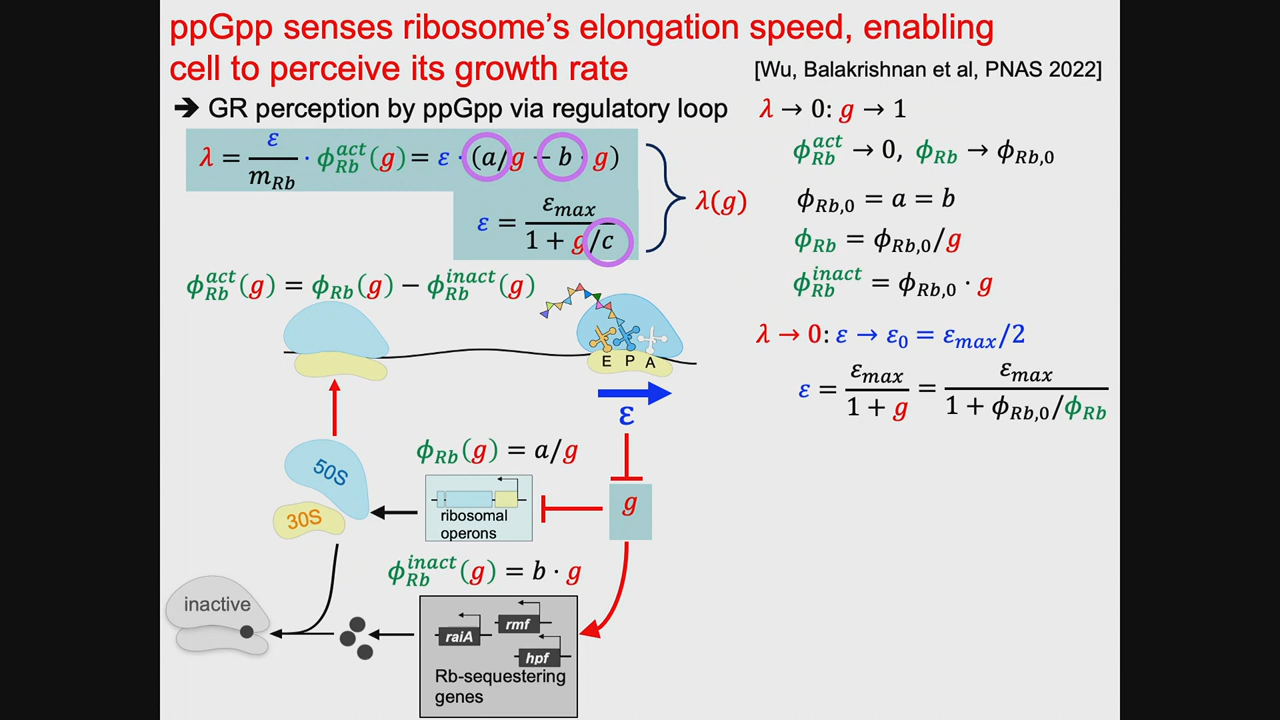 ppGpp senses ribosome's elongation speed, enabling
cell to perceive its growth rate
[Wu, Balakrishnan et al, PNAS 2022]
➔ GR perception by ppGpp via regulatory loop
λ = ε/m_Rb · ϕ_Rb^act(g) = ε · (a/g − b · g)
ε = ε_max/(1 + g/c)
λ(g)
ϕ_Rb^act(g) = ϕ_Rb(g) − ϕ_Rb^inact(g)
E P A
ε
ϕ_Rb(g) = a/g
50S
30S
ribosomal
operons
g
ϕ_Rb^inact(g) = b · g
inactive
raiA
rmf
hpf
Rb-sequestering
genes
λ → 0: g → 1
ϕ_Rb^act → 0, ϕ_Rb → ϕ_Rb,0
ϕ_Rb,0 = a = b
ϕ_Rb = ϕ_Rb,0/g
ϕ_Rb^inact = ϕ_Rb,0 · g
λ → 0: ε → ε_0 = ε_max/2
ε = ε_max/(1 + g) = ε_max/(1 + ϕ_Rb,0/ϕ_Rb)